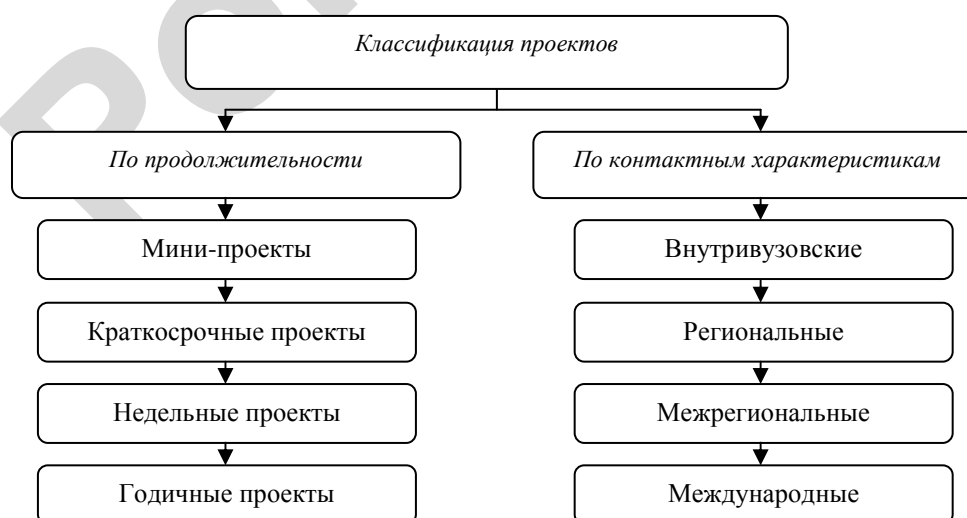 Классификация проектов
По продолжительности
По контактным характеристикам
Мини-проекты
Внутривузовские
Краткосрочные проекты
Региональные
Недельные проекты
Межрегиональные
Годичные проекты
Международные